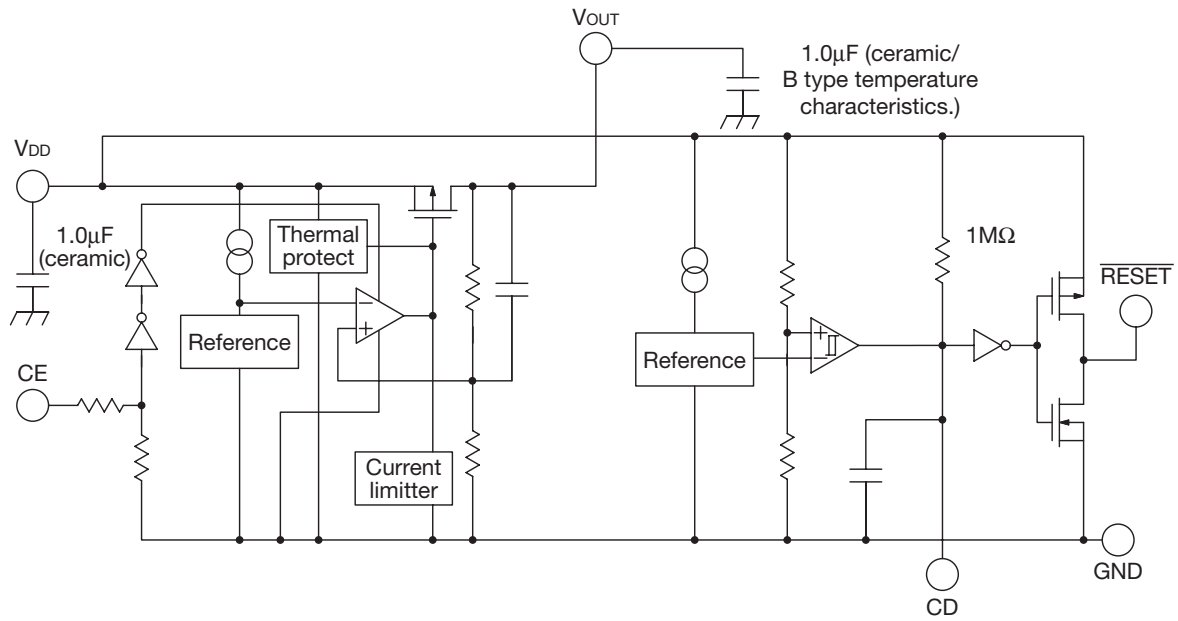 VOUT
1.0μF (ceramic/
B type temperature
characteristics.)
VDD
1.0μF
(ceramic)
Thermal
protect
1MΩ
RESET
Reference
−
+
Reference
+
−
CE
Current
limitter
GND
CD